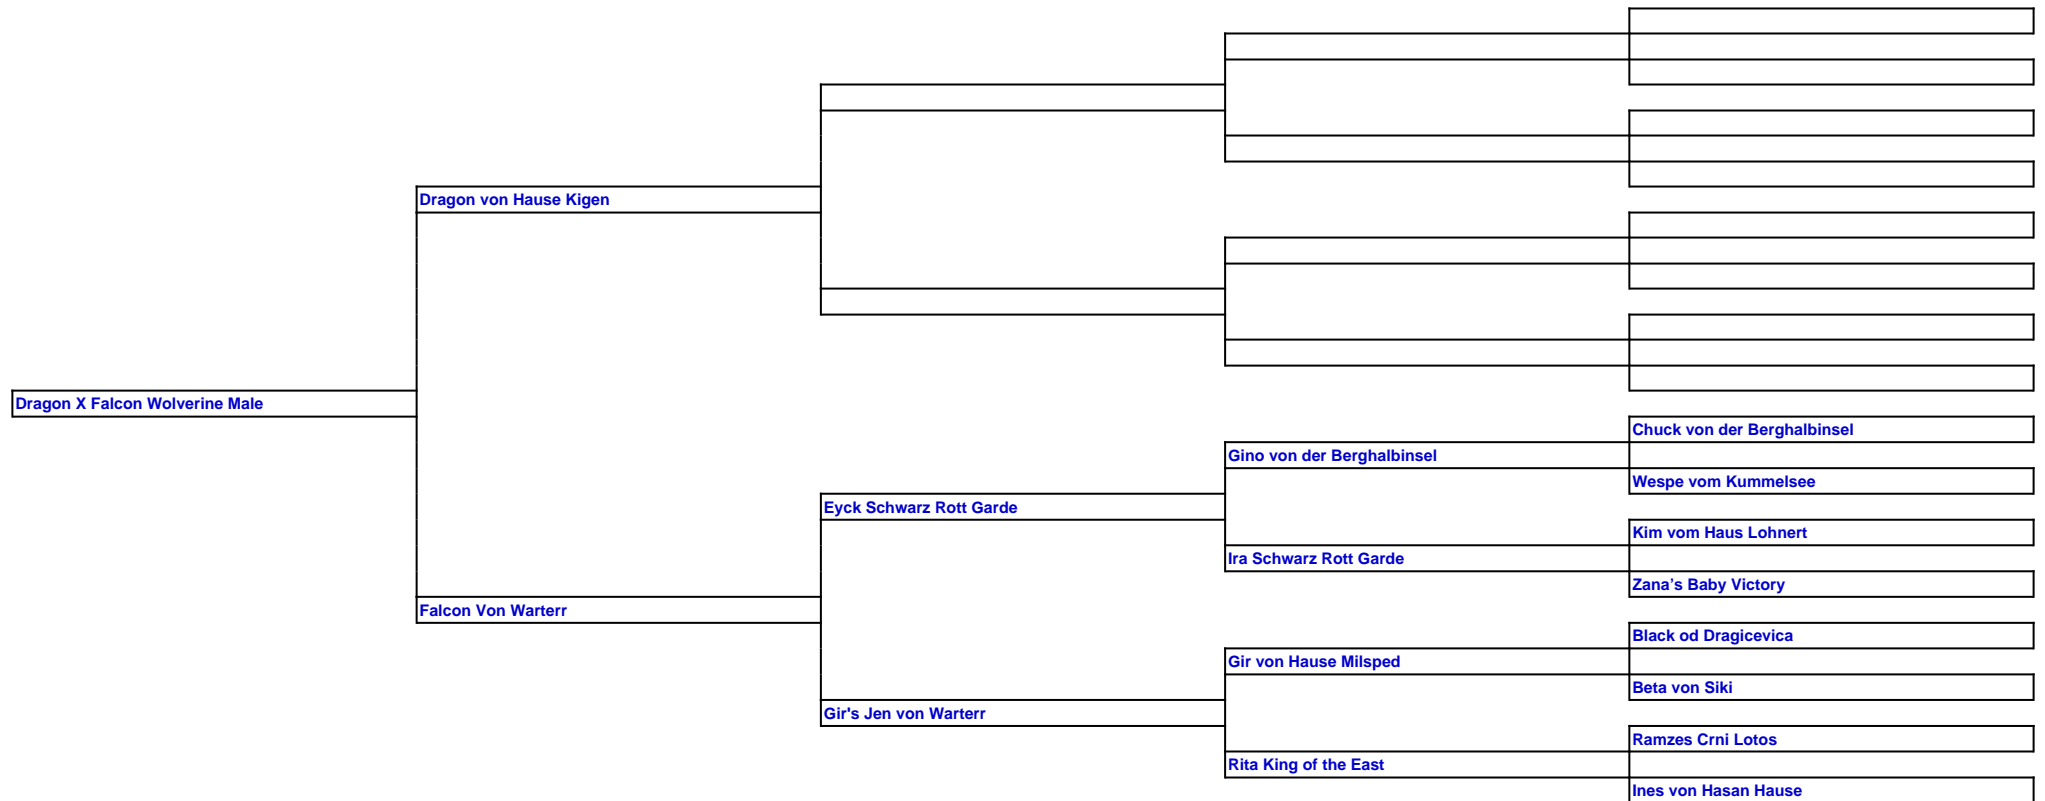 Dragon von Hause Kigen
Dragon X Falcon Wolverine Male
Chuck von der Berghalbinsel
Gino von der Berghalbinsel
Wespe vom Kummelsee
Eyck Schwarz Rott Garde
Kim vom Haus Lohnert
Ira Schwarz Rott Garde
Zana’s Baby Victory
Falcon Von Warterr
Black od Dragicevica
Gir von Hause Milsped
Beta von Siki
Gir's Jen von Warterr
Ramzes Crni Lotos
Rita King of the East
Ines von Hasan Hause